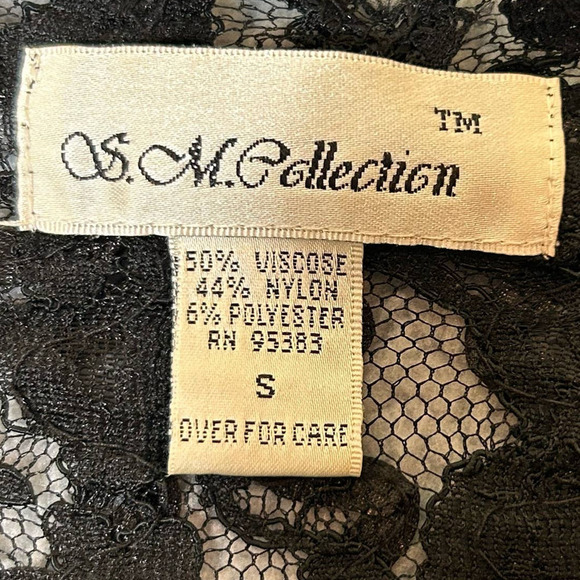 TM
S.M.Collection
50% VISCOSE
44% NYLON
6% POLYESTER
RN 95383
S
OVER FOR CARE